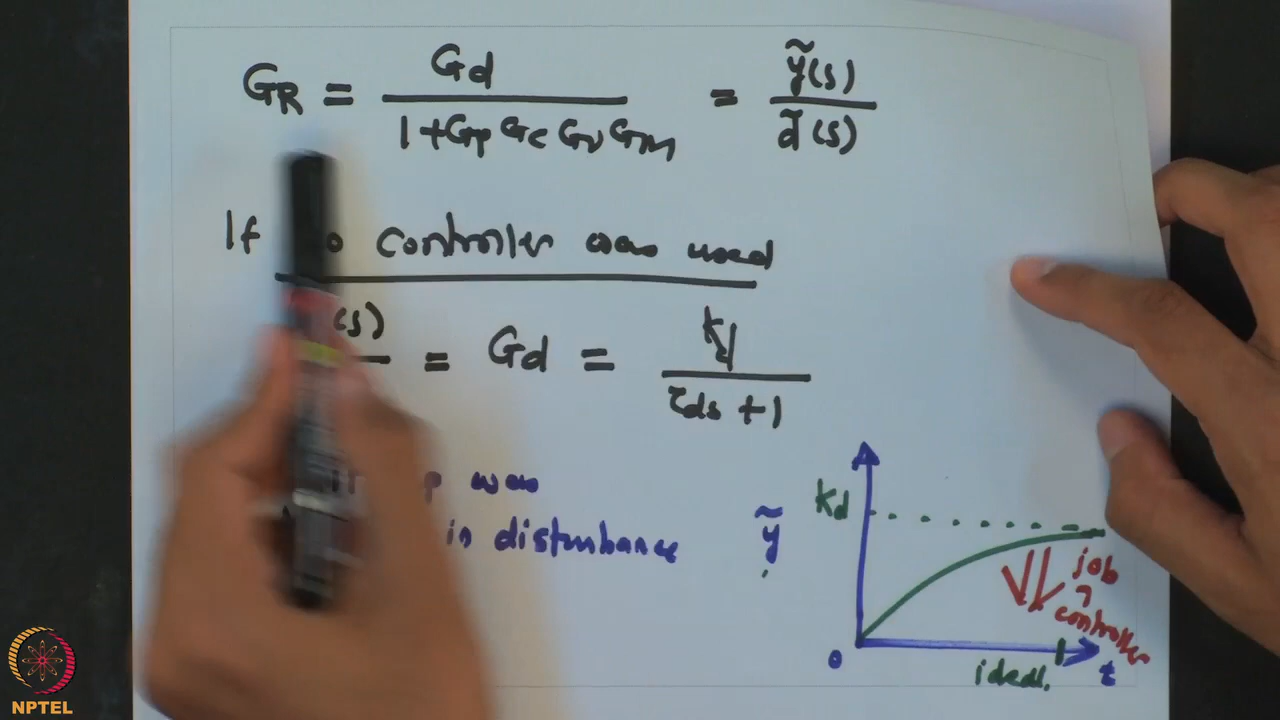 GR = Gd / 1+Gp Gc Gv Gm = ỹ(s) / d̃(s)
If controller was used
(s) = Gd = kd / τds + 1
was
in disturbance
ỹ
kd
job
controller
0
ideal.
t
NPTEL